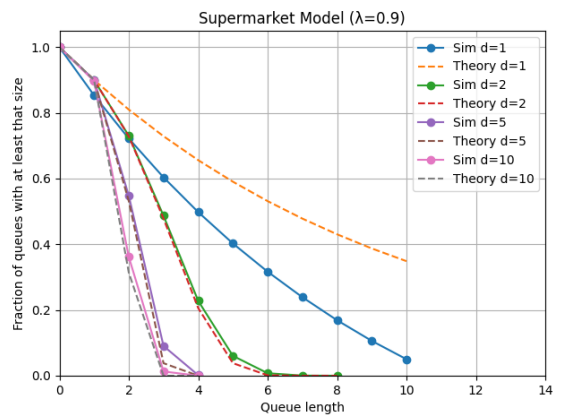 Supermarket Model (λ=0.9)
Fraction of queues with at least that size
1.0
0.8
0.6
0.4
0.2
0.0
Sim d=1
Theory d=1
Sim d=2
Theory d=2
Sim d=5
Theory d=5
Sim d=10
Theory d=10
0 2 4 6 8 10 12 14
Queue length